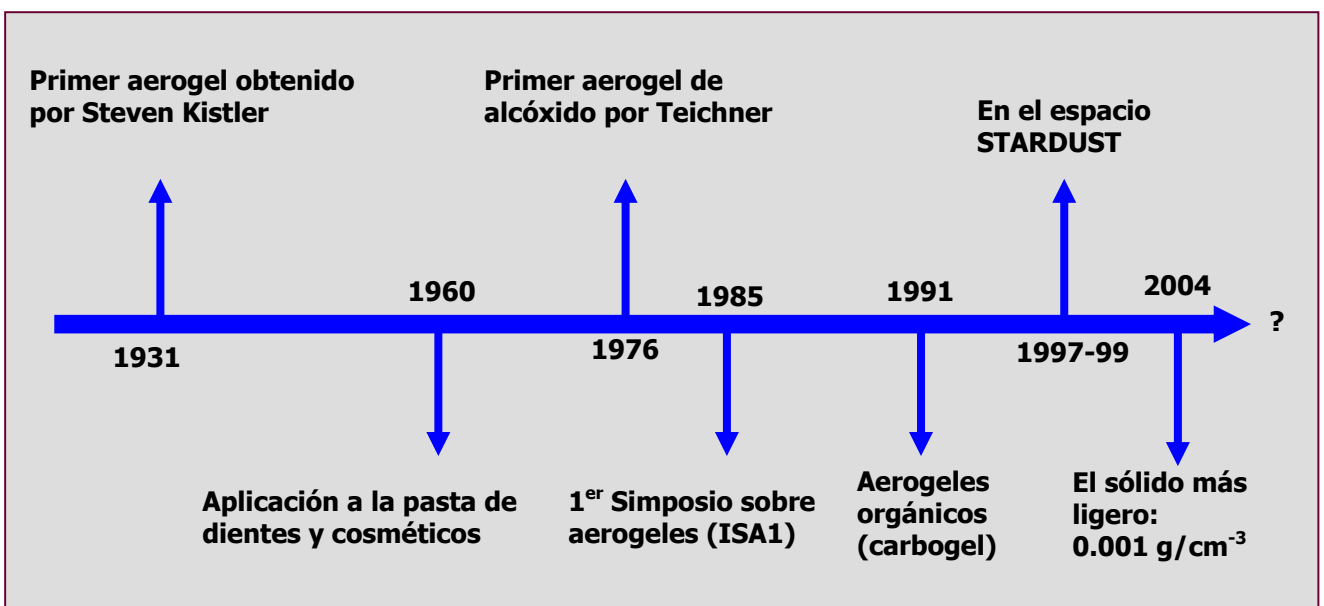 Primer aerogel obtenido
por Steven Kistler
Primer aerogel de
alcóxido por Teichner
En el espacio
STARDUST
1960
1985
1991
2004
?
1931
1976
1997-99
Aplicación a la pasta de
dientes y cosméticos
1er Simposio sobre
aerogeles (ISA1)
Aerogeles
orgánicos
(carbogel)
El sólido más
ligero:
0.001 g/cm-3